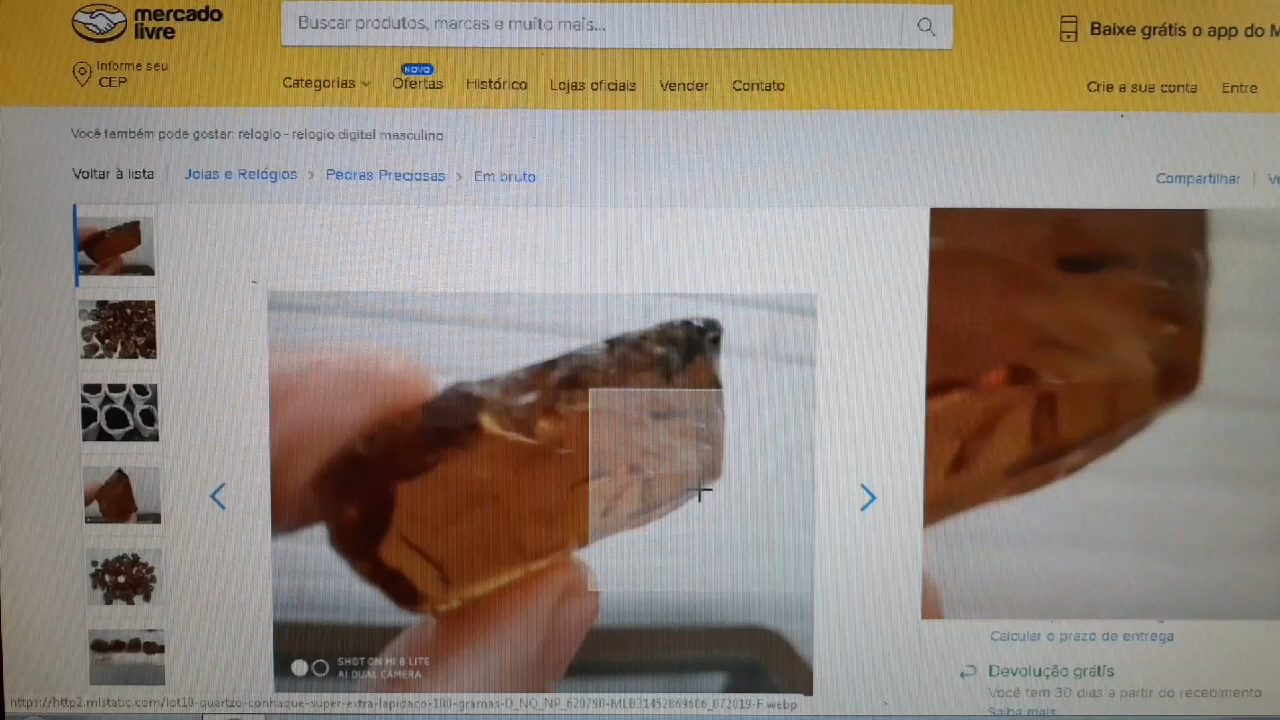 mercado
livre
Buscar produtos, marcas e muito mais...
Baixe grátis o app do M
Informe seu
CEP
Categorias
NOVO
Ofertas
Histórico
Lojas oficiais
Vender
Contato
Crie a sua conta
Entre
Você também pode gostar: relogio - relogio digital masculino
Voltar à lista
Joias e Relógios > Pedras Preciosas > Em bruto
Compartilhar |
SHOT ON MI 8 LITE
AI DUAL CAMERA
Calcular o prazo de entrega
Devolução grátis
Você tem 30 dias a partir do recebimento
Saiba mais
https://http2.mlstatic.com/lot10-quartzo-conhaque-super-extra-lapidaco-100-gramas-D_NQ_NP_620790-MLB31452869686_072019-F.webp